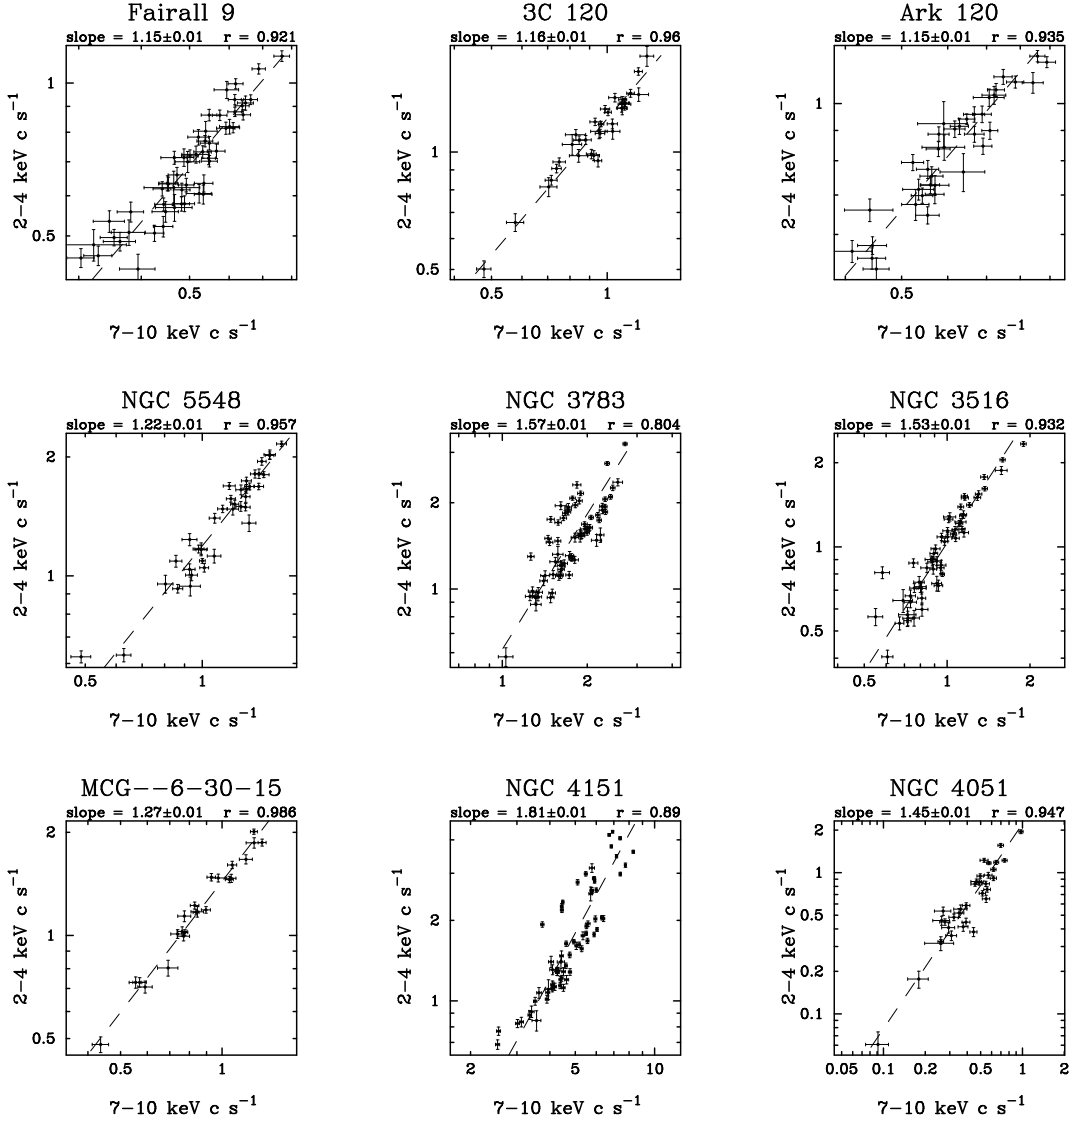 Fairall 9
slope = 1.15±0.01 r = 0.921
1
0.5
2−4 keV c s⁻¹
0.5
7−10 keV c s⁻¹
3C 120
slope = 1.16±0.01 r = 0.96
1
0.5
2−4 keV c s⁻¹
0.5 1
7−10 keV c s⁻¹
Ark 120
slope = 1.15±0.01 r = 0.935
1
2−4 keV c s⁻¹
0.5
7−10 keV c s⁻¹
NGC 5548
slope = 1.22±0.01 r = 0.957
2
1
2−4 keV c s⁻¹
0.5 1
7−10 keV c s⁻¹
NGC 3783
slope = 1.57±0.01 r = 0.804
2
1
2−4 keV c s⁻¹
1 2
7−10 keV c s⁻¹
NGC 3516
slope = 1.53±0.01 r = 0.932
2
1
0.5
2−4 keV c s⁻¹
0.5 1 2
7−10 keV c s⁻¹
MCG−−6−30−15
slope = 1.27±0.01 r = 0.986
2
1
0.5
2−4 keV c s⁻¹
0.5 1
7−10 keV c s⁻¹
NGC 4151
slope = 1.81±0.01 r = 0.89
2
1
2−4 keV c s⁻¹
2 5 10
7−10 keV c s⁻¹
NGC 4051
slope = 1.45±0.01 r = 0.947
2
1
0.5
0.2
0.1
2−4 keV c s⁻¹
0.05 0.1 0.2 0.5 1 2
7−10 keV c s⁻¹